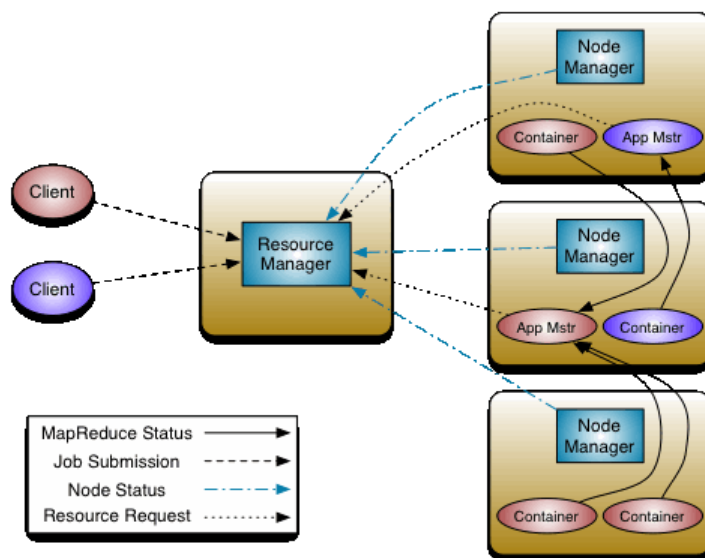 Node
Manager
Container
App Mstr
Client
Resource
Manager
Client
Node
Manager
App Mstr
Container
Node
Manager
Container
Container
MapReduce Status
Job Submission
Node Status
Resource Request